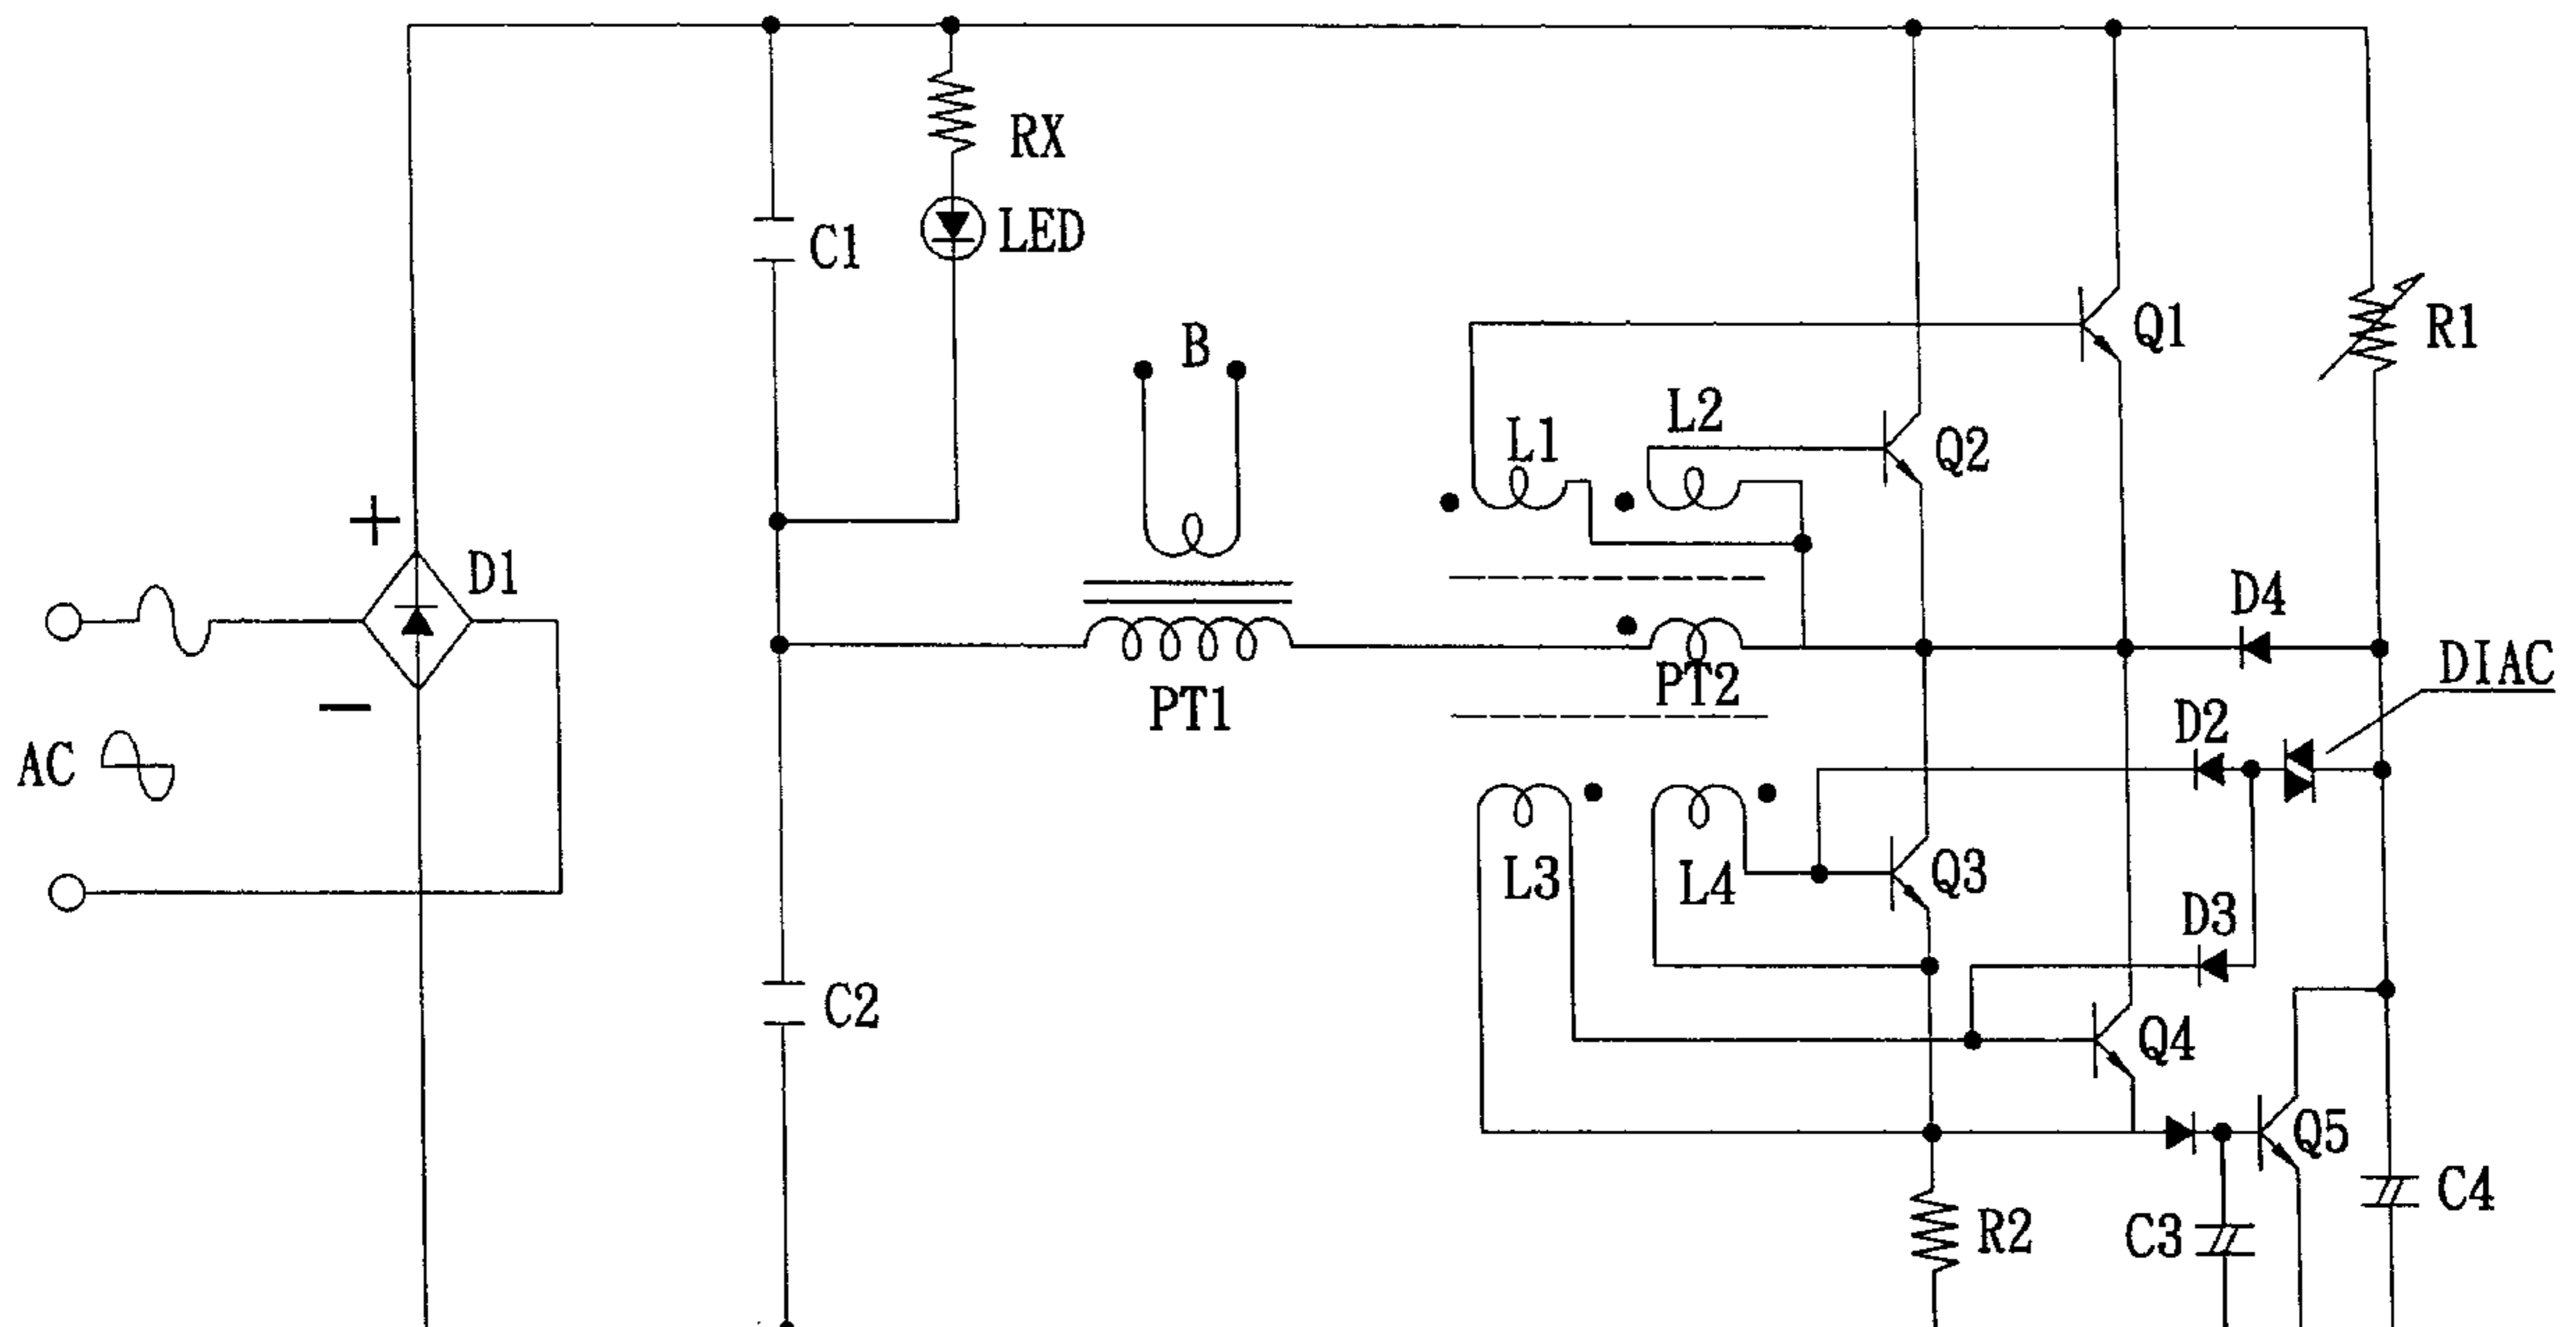 RX
LED
C1
B
L1
L2
Q1
Q2
R1
+
D1
D4
DIAC
PT1
PT2
−
AC
D2
L3
L4
Q3
D3
C2
Q4
Q5
R2
C3
C4